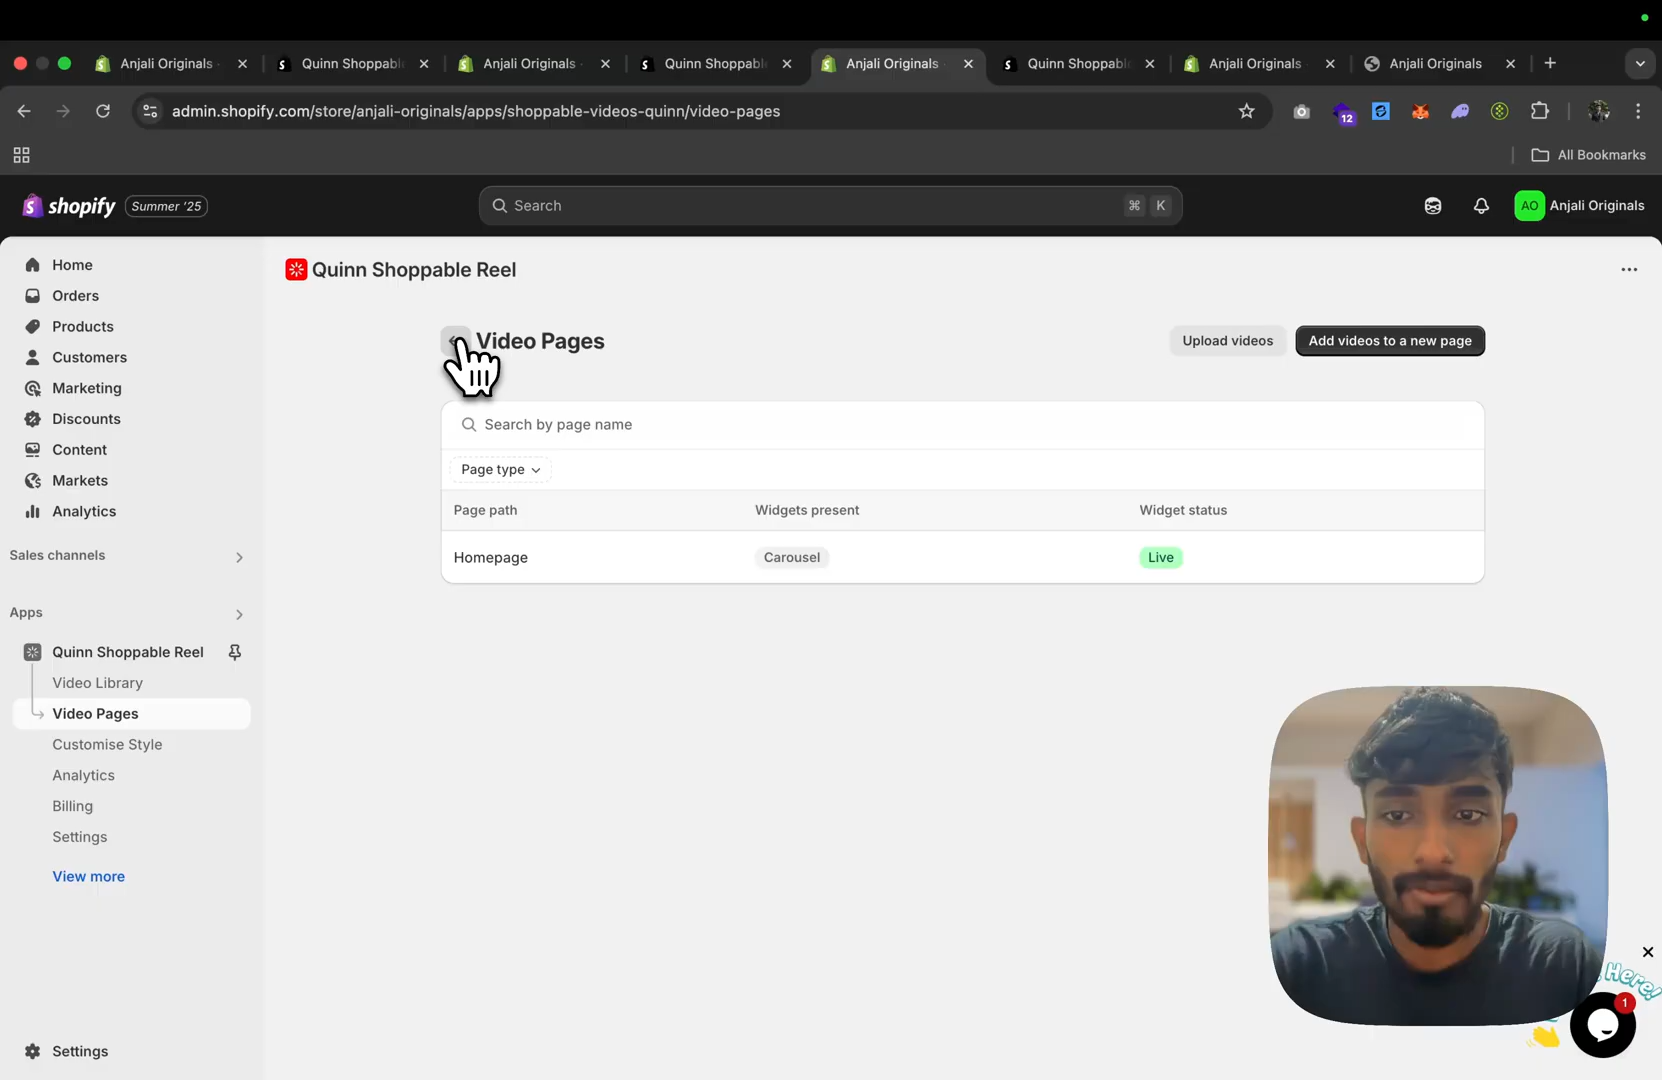 Anjali Originals
Quinn Shoppable
Anjali Originals
Quinn Shoppable
Anjali Originals
Quinn Shoppable
Anjali Originals
Anjali Originals
admin.shopify.com/store/anjali-originals/apps/shoppable-videos-quinn/video-pages
12
All Bookmarks
shopify
Summer '25
Search
⌘ K
AO
Anjali Originals
Home
Orders
Products
Customers
Marketing
Discounts
Content
Markets
Analytics
Sales channels
Apps
Quinn Shoppable Reel
Video Library
Video Pages
Customise Style
Analytics
Billing
Settings
View more
Settings
Quinn Shoppable Reel
Video Pages
Upload videos
Add videos to a new page
Search by page name
Page type
Page path Widgets present Widget status
Homepage Carousel Live
Here!
1